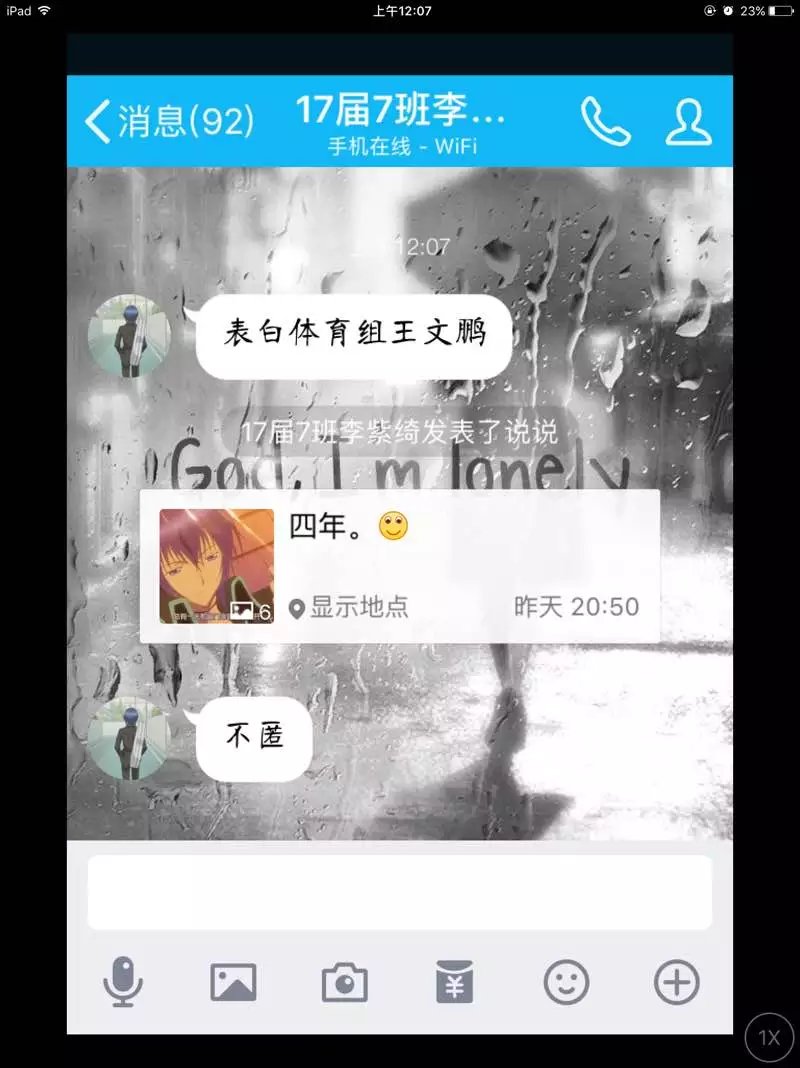 iPad 上午12:07 23%
消息(92) 17届7班李...
手机在线 - WiFi
12:07
表白体育组王文鹏
17届7班李紫绮发表了说说
God, I'm lonely
四年。
6
显示地点 昨天 20:50
不匿
1X